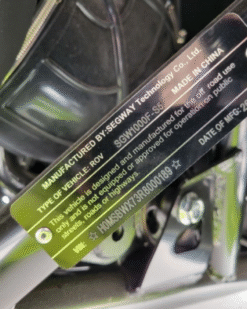 MANUFACTURED BY:SEGWAY Technology Co., Ltd.
TYPE OF VEHICLE: ROV SGW1000F- MADE IN CHINA
This vehicle is designed and manufactured for the off road use
only and is not equipped or approved for operation on public
streets, roads or highways. DATE OF MFG.:
VIN: